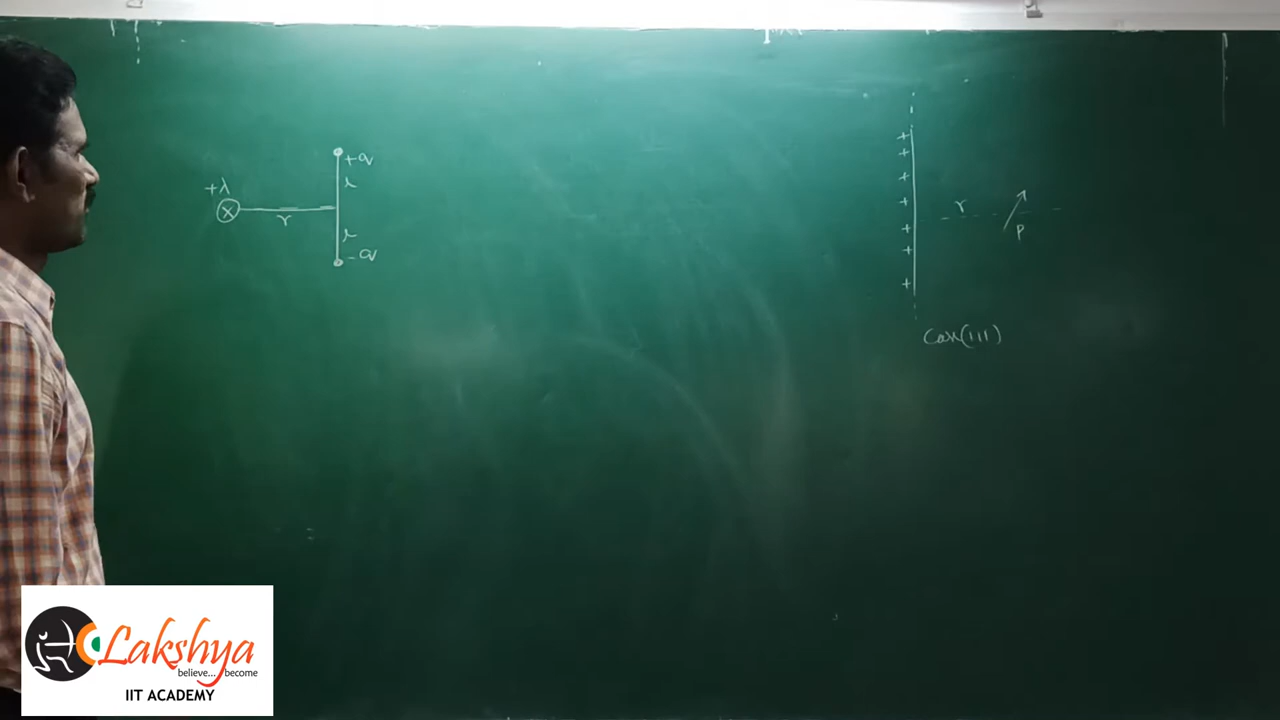 +λ
×
r
+q
r
r
-q
+
+
+
+
+
+
+
r
P
Case(iii)
Lakshya
believe... become
IIT ACADEMY